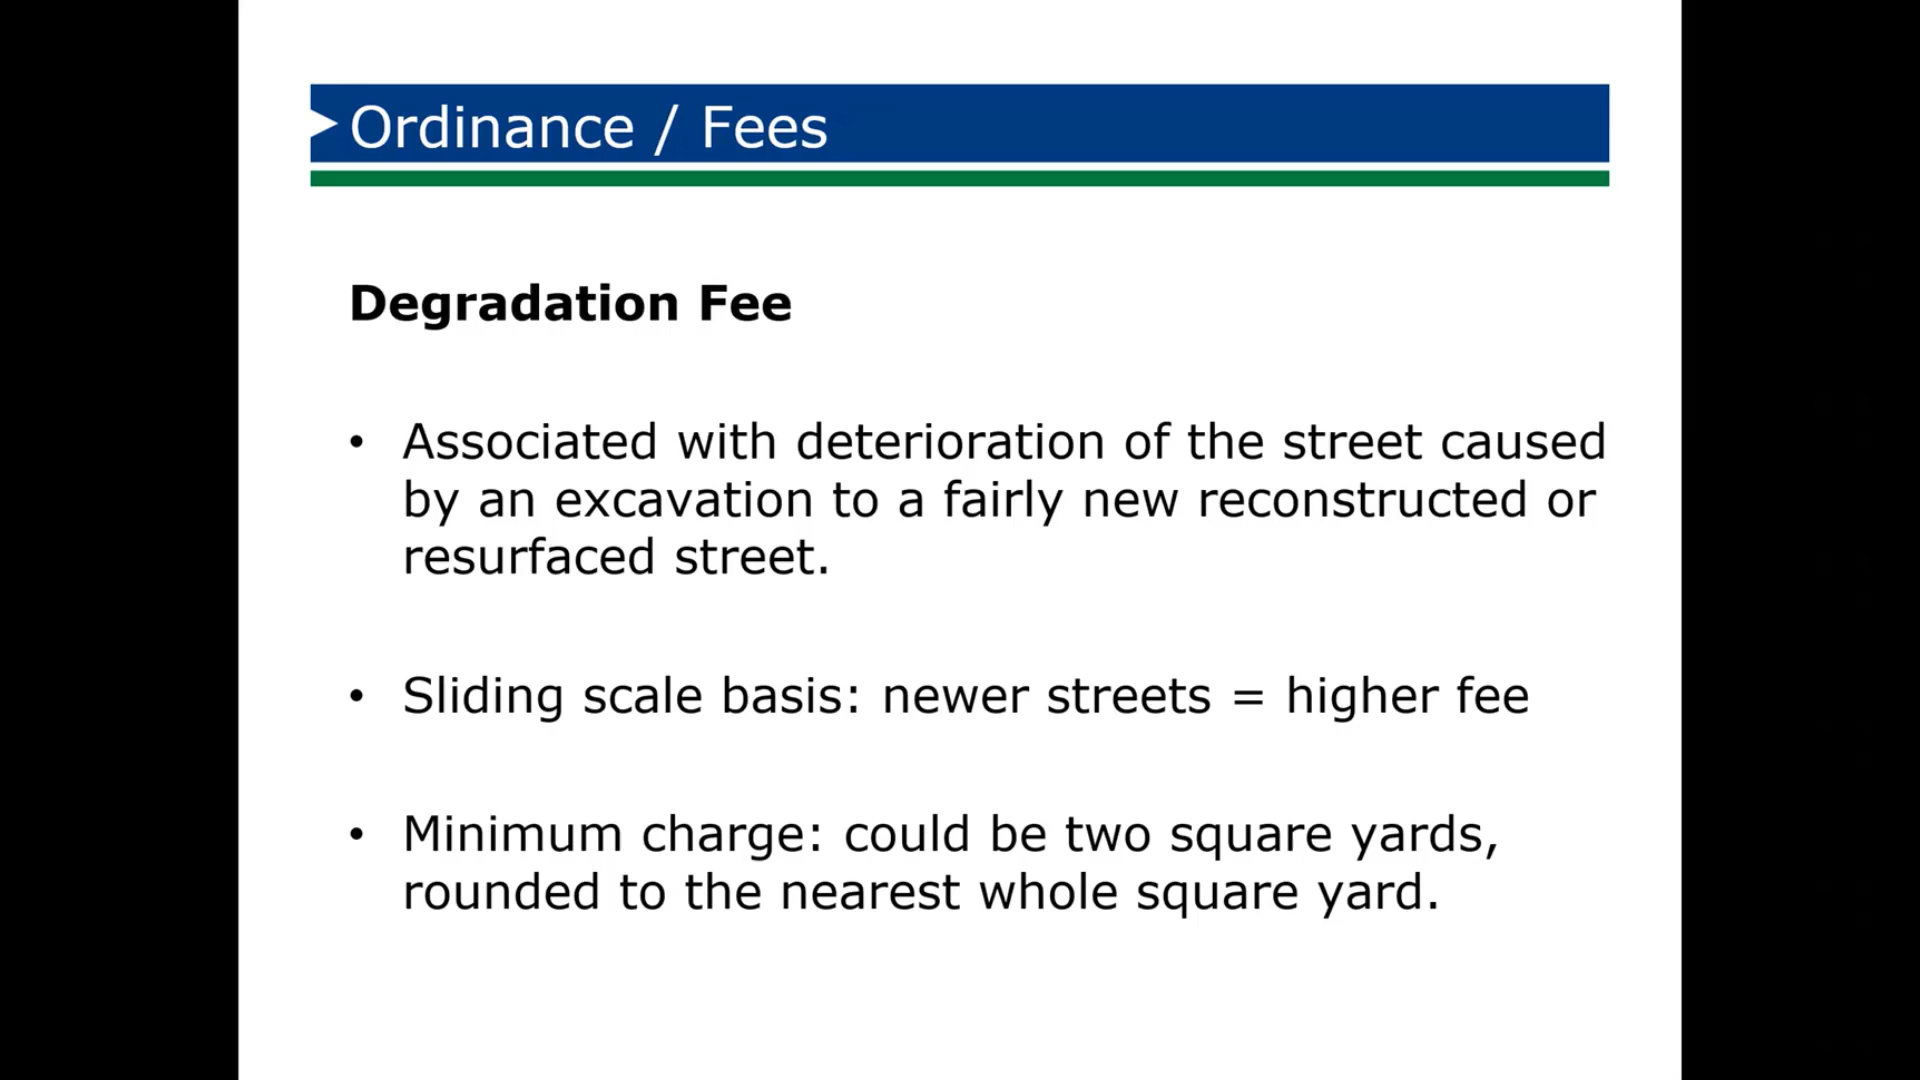 Ordinance / Fees
Degradation Fee
• Associated with deterioration of the street caused
by an excavation to a fairly new reconstructed or
resurfaced street.
• Sliding scale basis: newer streets = higher fee
• Minimum charge: could be two square yards,
rounded to the nearest whole square yard.